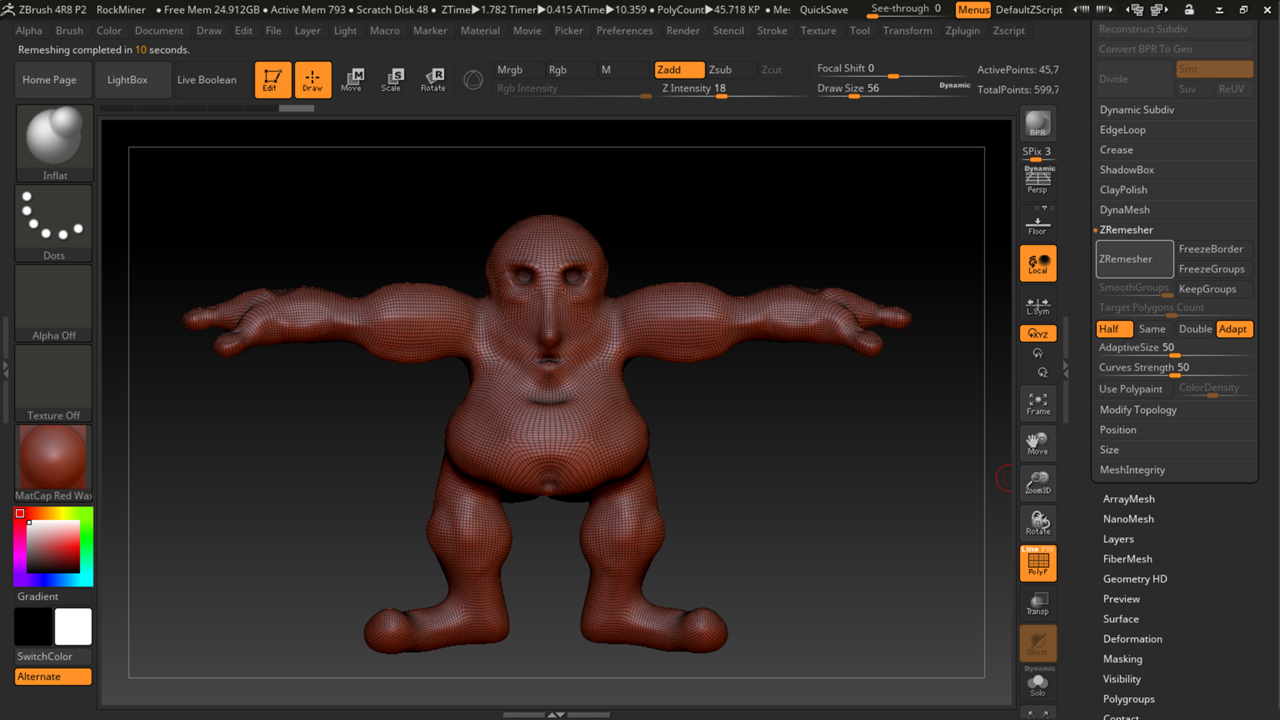 ZBrush 4R8 P2 RockMiner • Free Mem 24.912GB • Active Mem 793 • Scratch Disk 48 • ZTime▶1.782 Timer▶0.415 ATime▶10.359 • PolyCount▶45.718 KP • Me: QuickSave See-through 0 Menus DefaultZScript
Alpha Brush Color Document Draw Edit File Layer Light Macro Marker Material Movie Picker Preferences Render Stencil Stroke Texture Tool Transform Zplugin Zscript
Remeshing completed in 10 seconds.
Home Page LightBox Live Boolean Edit Draw Move Scale Rotate
Mrgb Rgb M Zadd Zsub Zcut Focal Shift 0 ActivePoints: 45,7
Rgb Intensity Z Intensity 18 Draw Size 56 Dynamic TotalPoints: 599,7
Inflat
Dots
Alpha Off
Texture Off
MatCap Red Wax
Gradient
SwitchColor
Alternate
BPR
SPix 3
Dynamic
Persp
Floor
Local
L.Sym
XYZ
Frame
Move
Zoom3D
Rotate
Line Fill
PolyF
Transp
Ghost
Dynamic
Solo
Reconstruct Subdiv
Convert BPR To Geo
Divide Smt
Suv ReUV
Dynamic Subdiv
EdgeLoop
Crease
ShadowBox
ClayPolish
DynaMesh
ZRemesher
ZRemesher FreezeBorder
FreezeGroups
SmoothGroups KeepGroups
Target Polygons Count
Half Same Double Adapt
AdaptiveSize 50
Curves Strength 50
Use Polypaint ColorDensity
Modify Topology
Position
Size
MeshIntegrity
ArrayMesh
NanoMesh
Layers
FiberMesh
Geometry HD
Preview
Surface
Deformation
Masking
Visibility
Polygroups
Contact